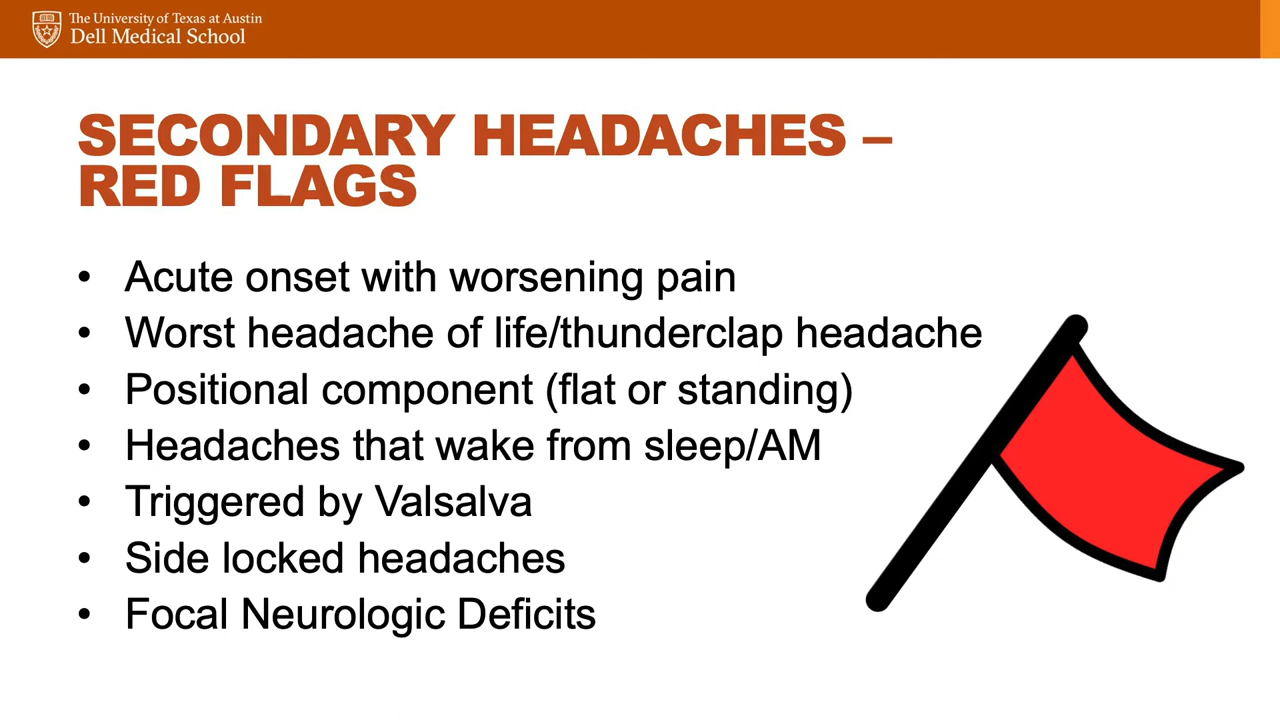 The University of Texas at Austin
Dell Medical School
SECONDARY HEADACHES –
RED FLAGS
• Acute onset with worsening pain
• Worst headache of life/thunderclap headache
• Positional component (flat or standing)
• Headaches that wake from sleep/AM
• Triggered by Valsalva
• Side locked headaches
• Focal Neurologic Deficits